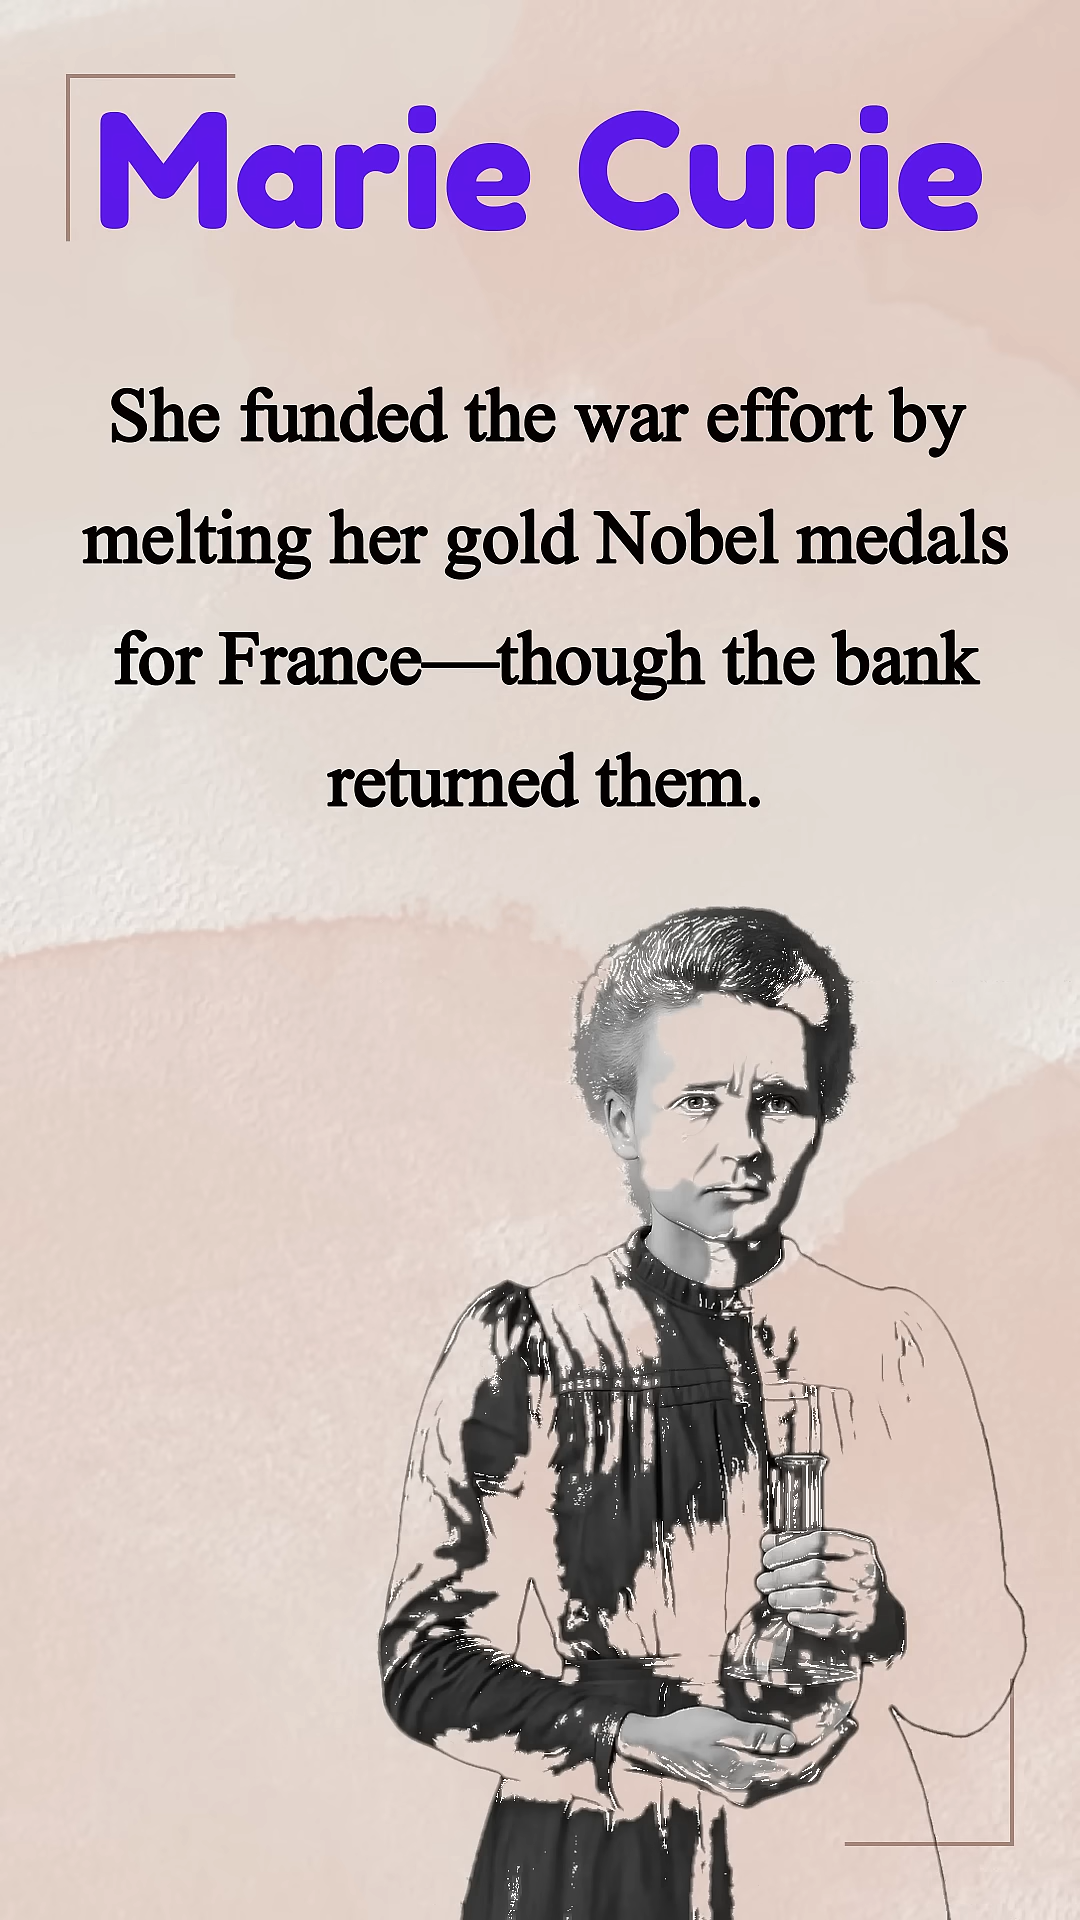 Marie Curie
She funded the war effort by
melting her gold Nobel medals
for France—though the bank
returned them.